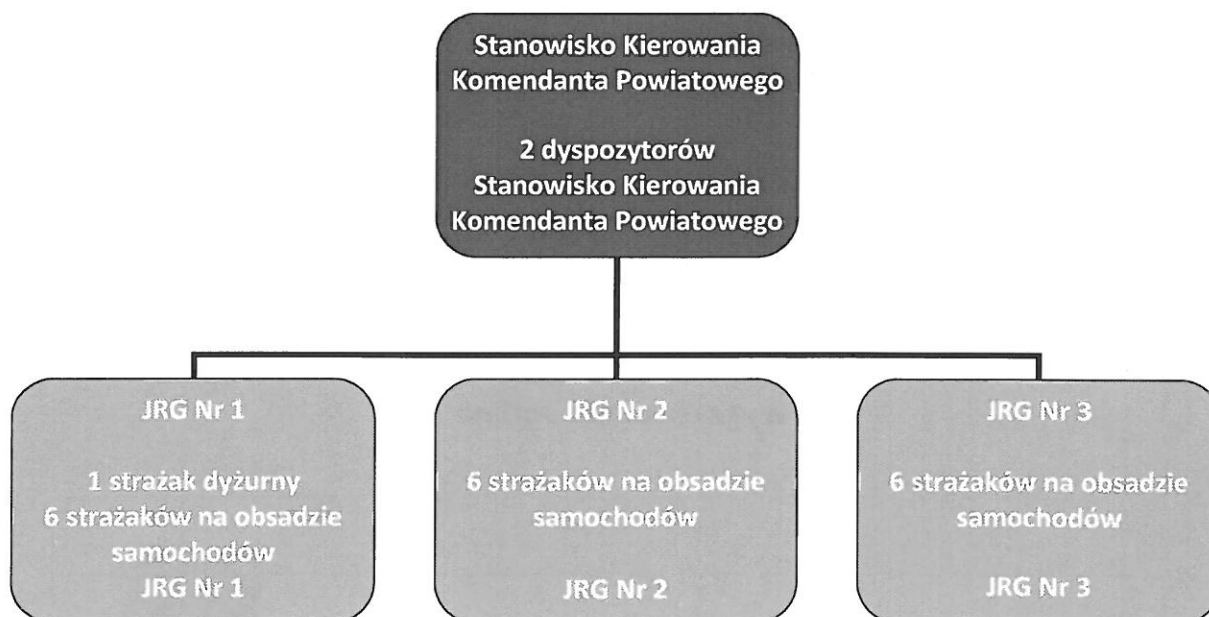 Stanowisko Kierowania
Komendanta Powiatowego
2 dyspozytorów
Stanowisko Kierowania
Komendanta Powiatowego
JRG Nr 1
1 strażak dyżurny
6 strażaków na obsadzie
samochodów
JRG Nr 1
JRG Nr 2
6 strażaków na obsadzie
samochodów
JRG Nr 2
JRG Nr 3
6 strażaków na obsadzie
samochodów
JRG Nr 3